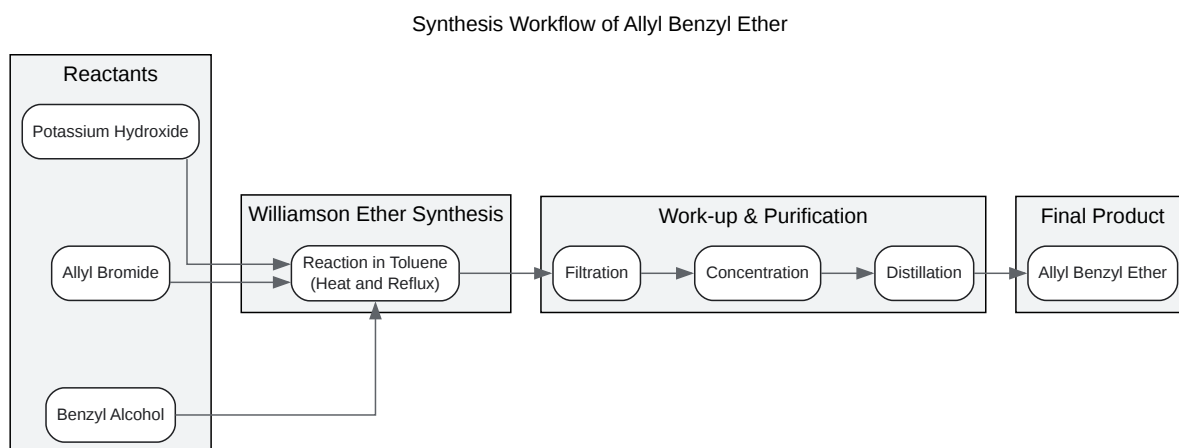 Synthesis Workflow of Allyl Benzyl Ether
Reactants
Potassium Hydroxide
Allyl Bromide
Benzyl Alcohol
Williamson Ether Synthesis
Reaction in Toluene
(Heat and Reflux)
Work-up & Purification
Filtration
Concentration
Distillation
Final Product
Allyl Benzyl Ether